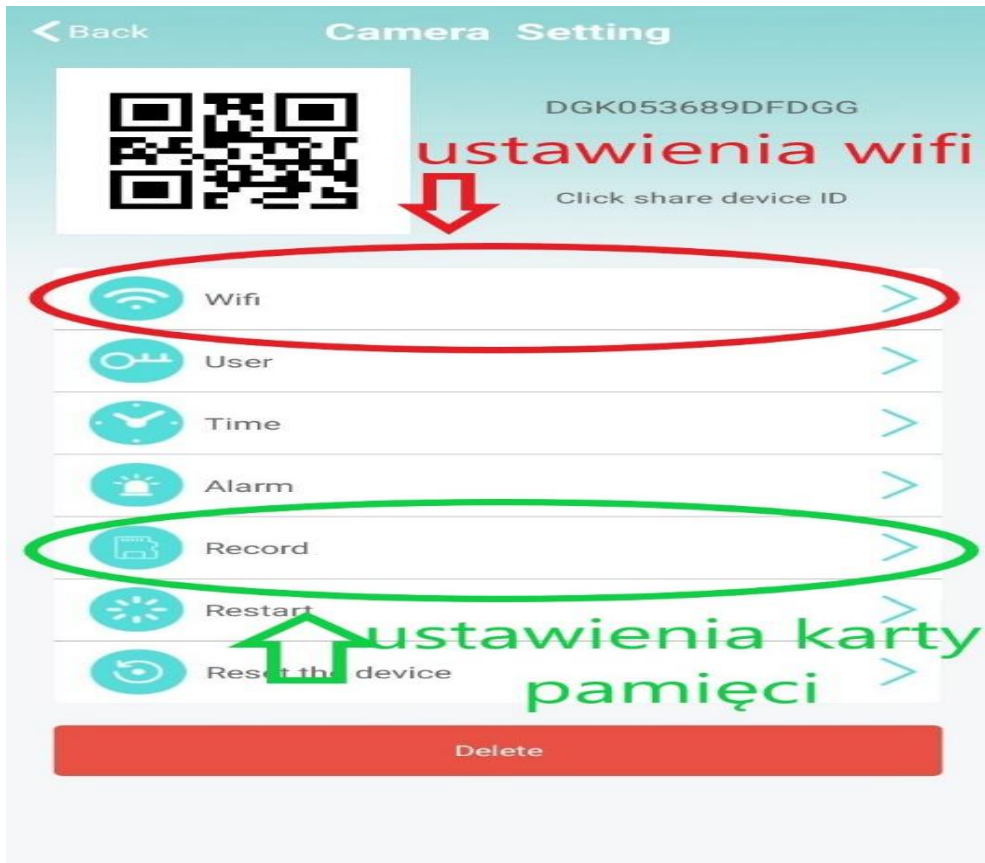 Back
Camera Setting
DGK053689DFDGG
ustawienia wifi
Click share device ID
Wifi
User
Time
Alarm
Record
Restart
ustawienia karty
Reset the device
pamięci
Delete